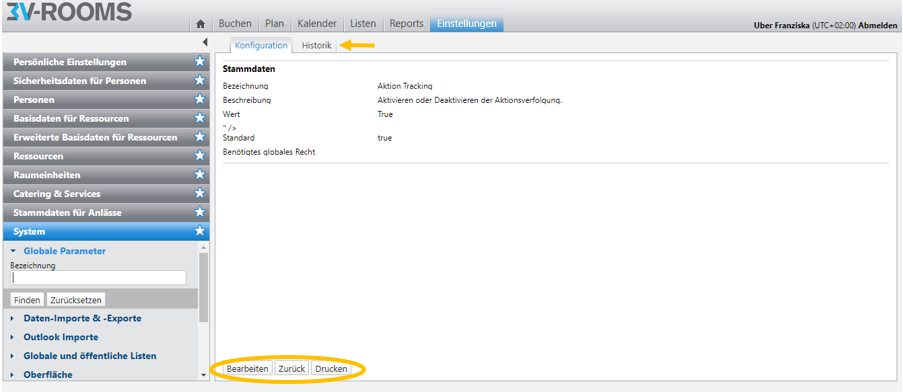 3V-ROOMS
Buchen Plan Kalender Listen Reports Einstellungen
Uber Franziska (UTC+02:00) Abmelden
Konfiguration Historik
Persönliche Einstellungen
Sicherheitsdaten für Personen
Personen
Basisdaten für Ressourcen
Erweiterte Basisdaten für Ressourcen
Ressourcen
Raumeinheiten
Catering & Services
Stammdaten für Anlässe
System
Globale Parameter
Bezeichnung
Finden Zurücksetzen
Daten-Importe & -Exporte
Outlook Importe
Globale und öffentliche Listen
Oberfläche
Stammdaten
Bezeichnung Aktion Tracking
Beschreibung Aktivieren oder Deaktivieren der Aktionsverfolgung.
Wert True
" />
Standard true
Benötigtes globales Recht
Bearbeiten Zurück Drucken